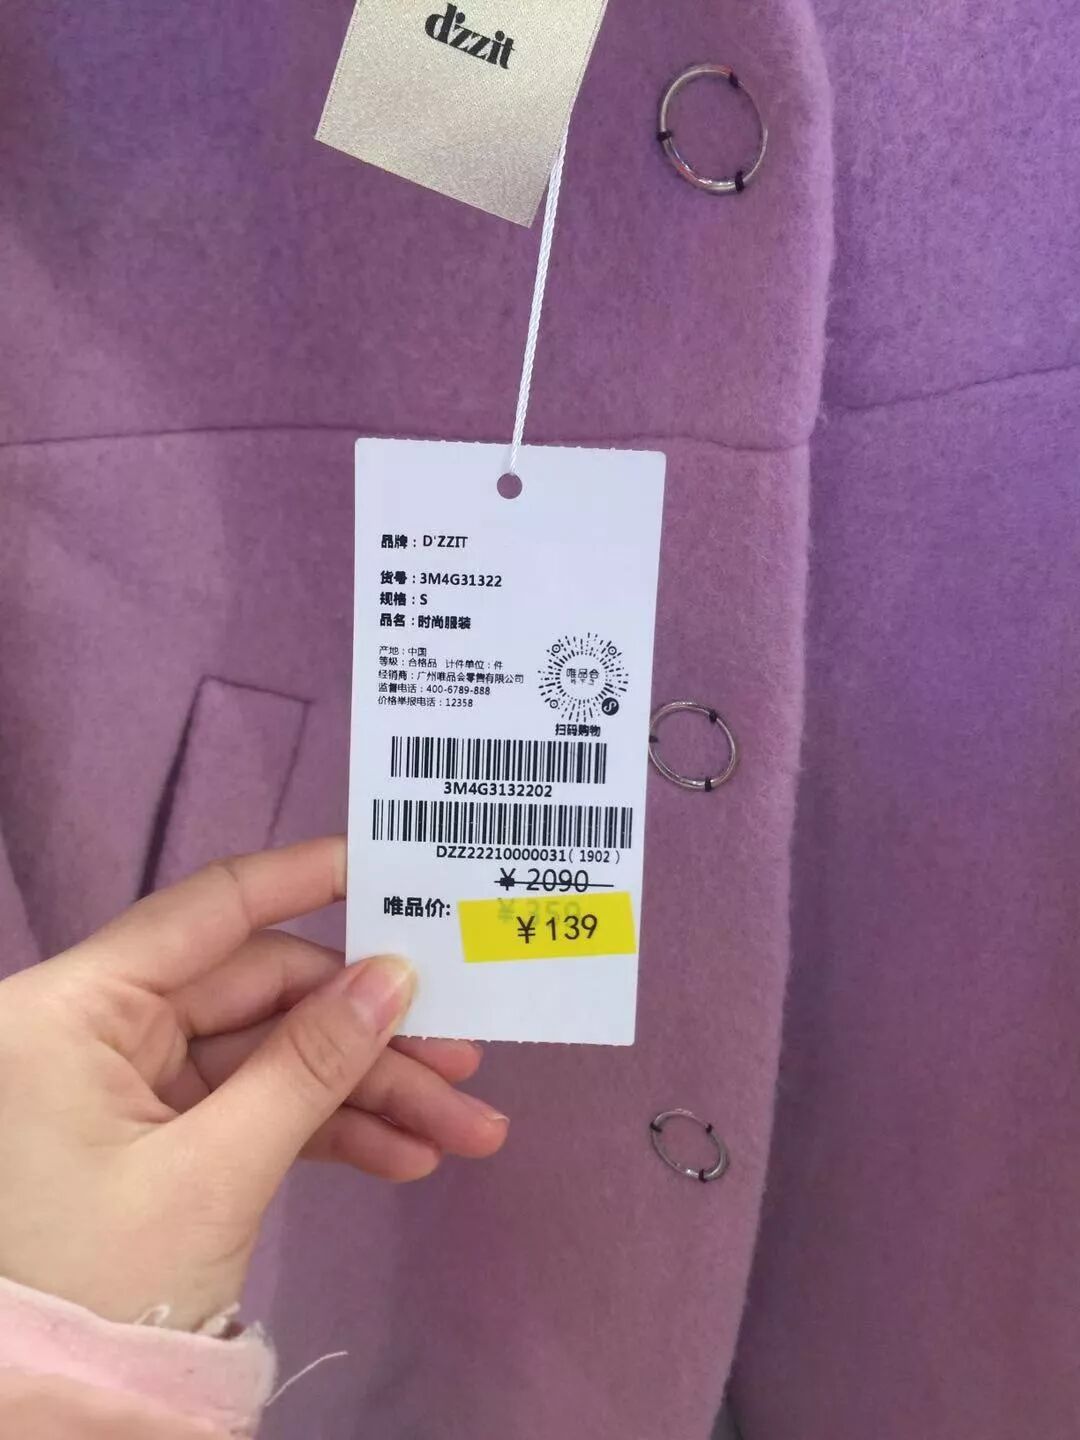 d'zzit
品牌：D'ZZIT
货号：3M4G31322
规格：S
品名：时尚服装
产地：中国
等级：合格品 计件单位：件
经销商：广州唯品会零售有限公司
监督电话：400-6789-888
价格举报电话：12358
唯品会
扫码购物
3M4G3132202
DZZ22210000031(1902)
¥2090
唯品价:
¥359
¥139